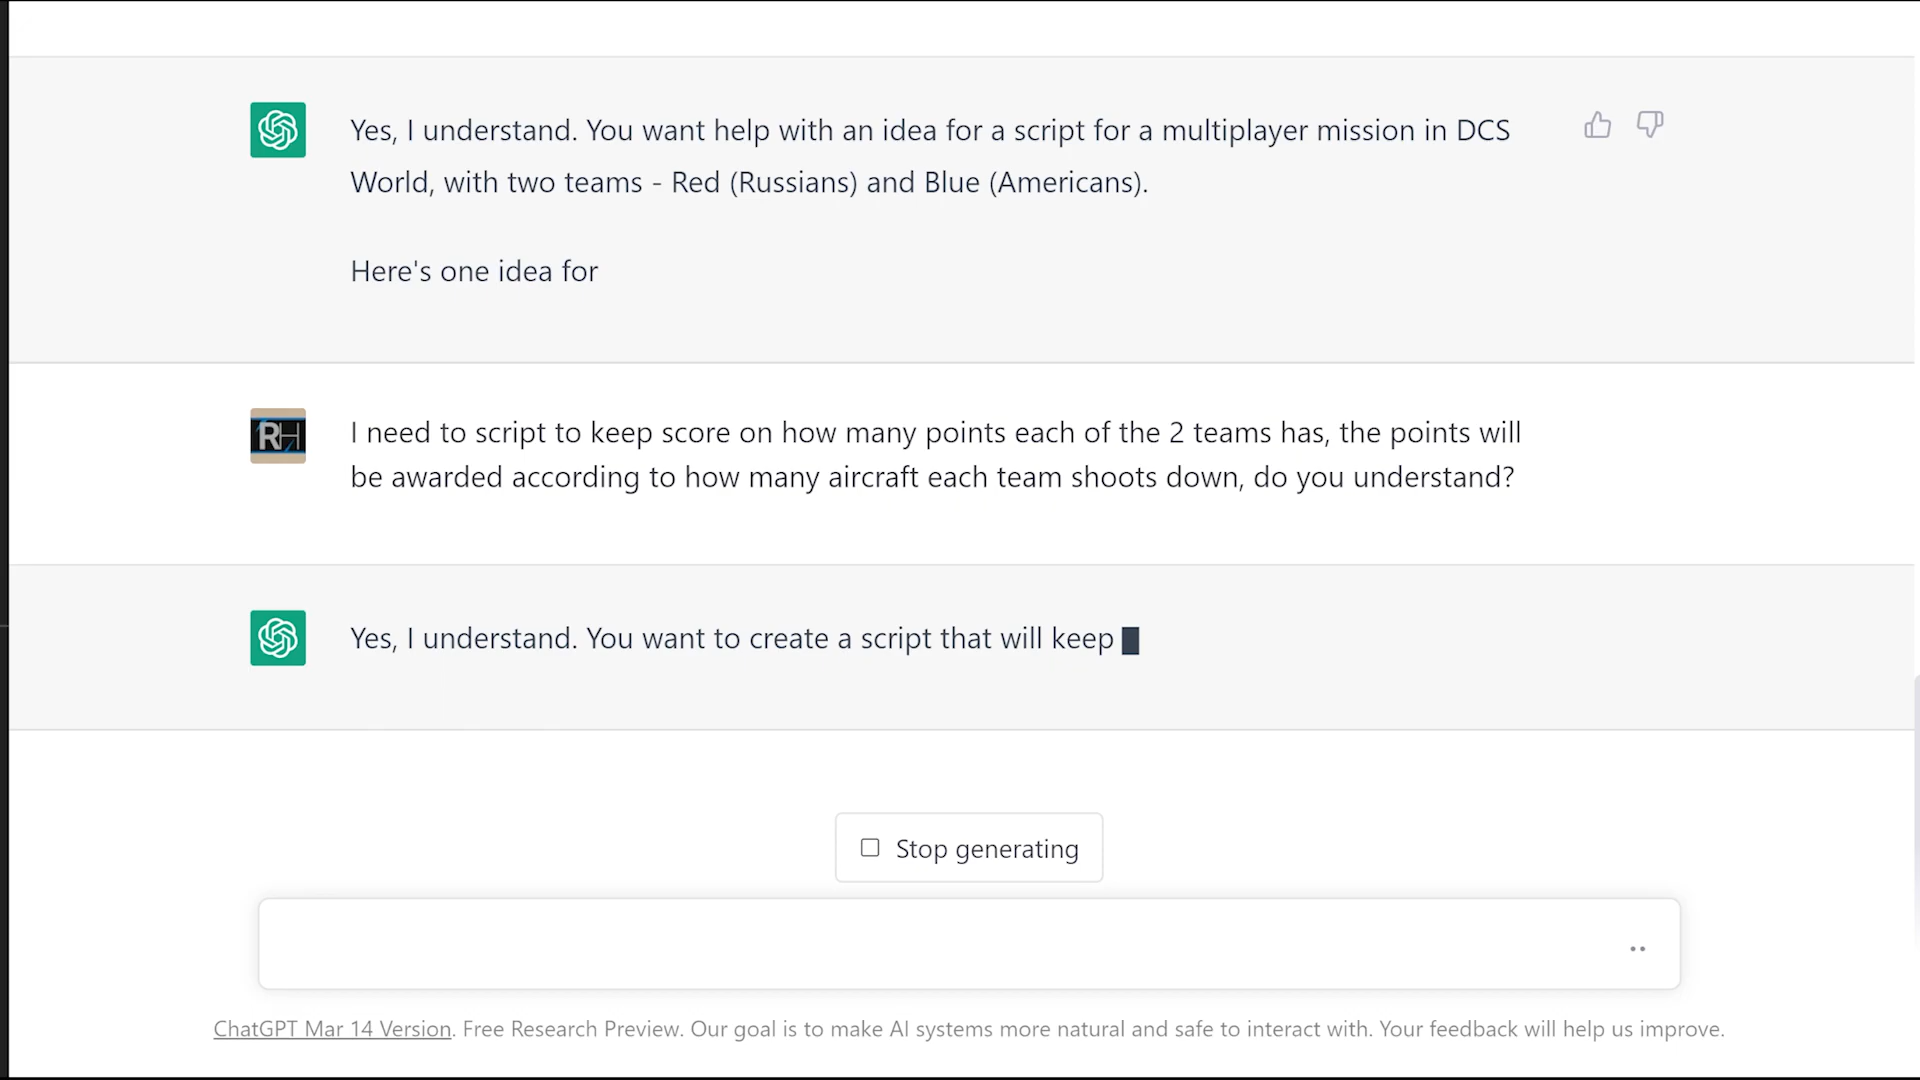 Yes, I understand. You want help with an idea for a script for a multiplayer mission in DCS
World, with two teams - Red (Russians) and Blue (Americans).
Here's one idea for
RH
I need to script to keep score on how many points each of the 2 teams has, the points will
be awarded according to how many aircraft each team shoots down, do you understand?
Yes, I understand. You want to create a script that will keep
Stop generating
ChatGPT Mar 14 Version. Free Research Preview. Our goal is to make AI systems more natural and safe to interact with. Your feedback will help us improve.